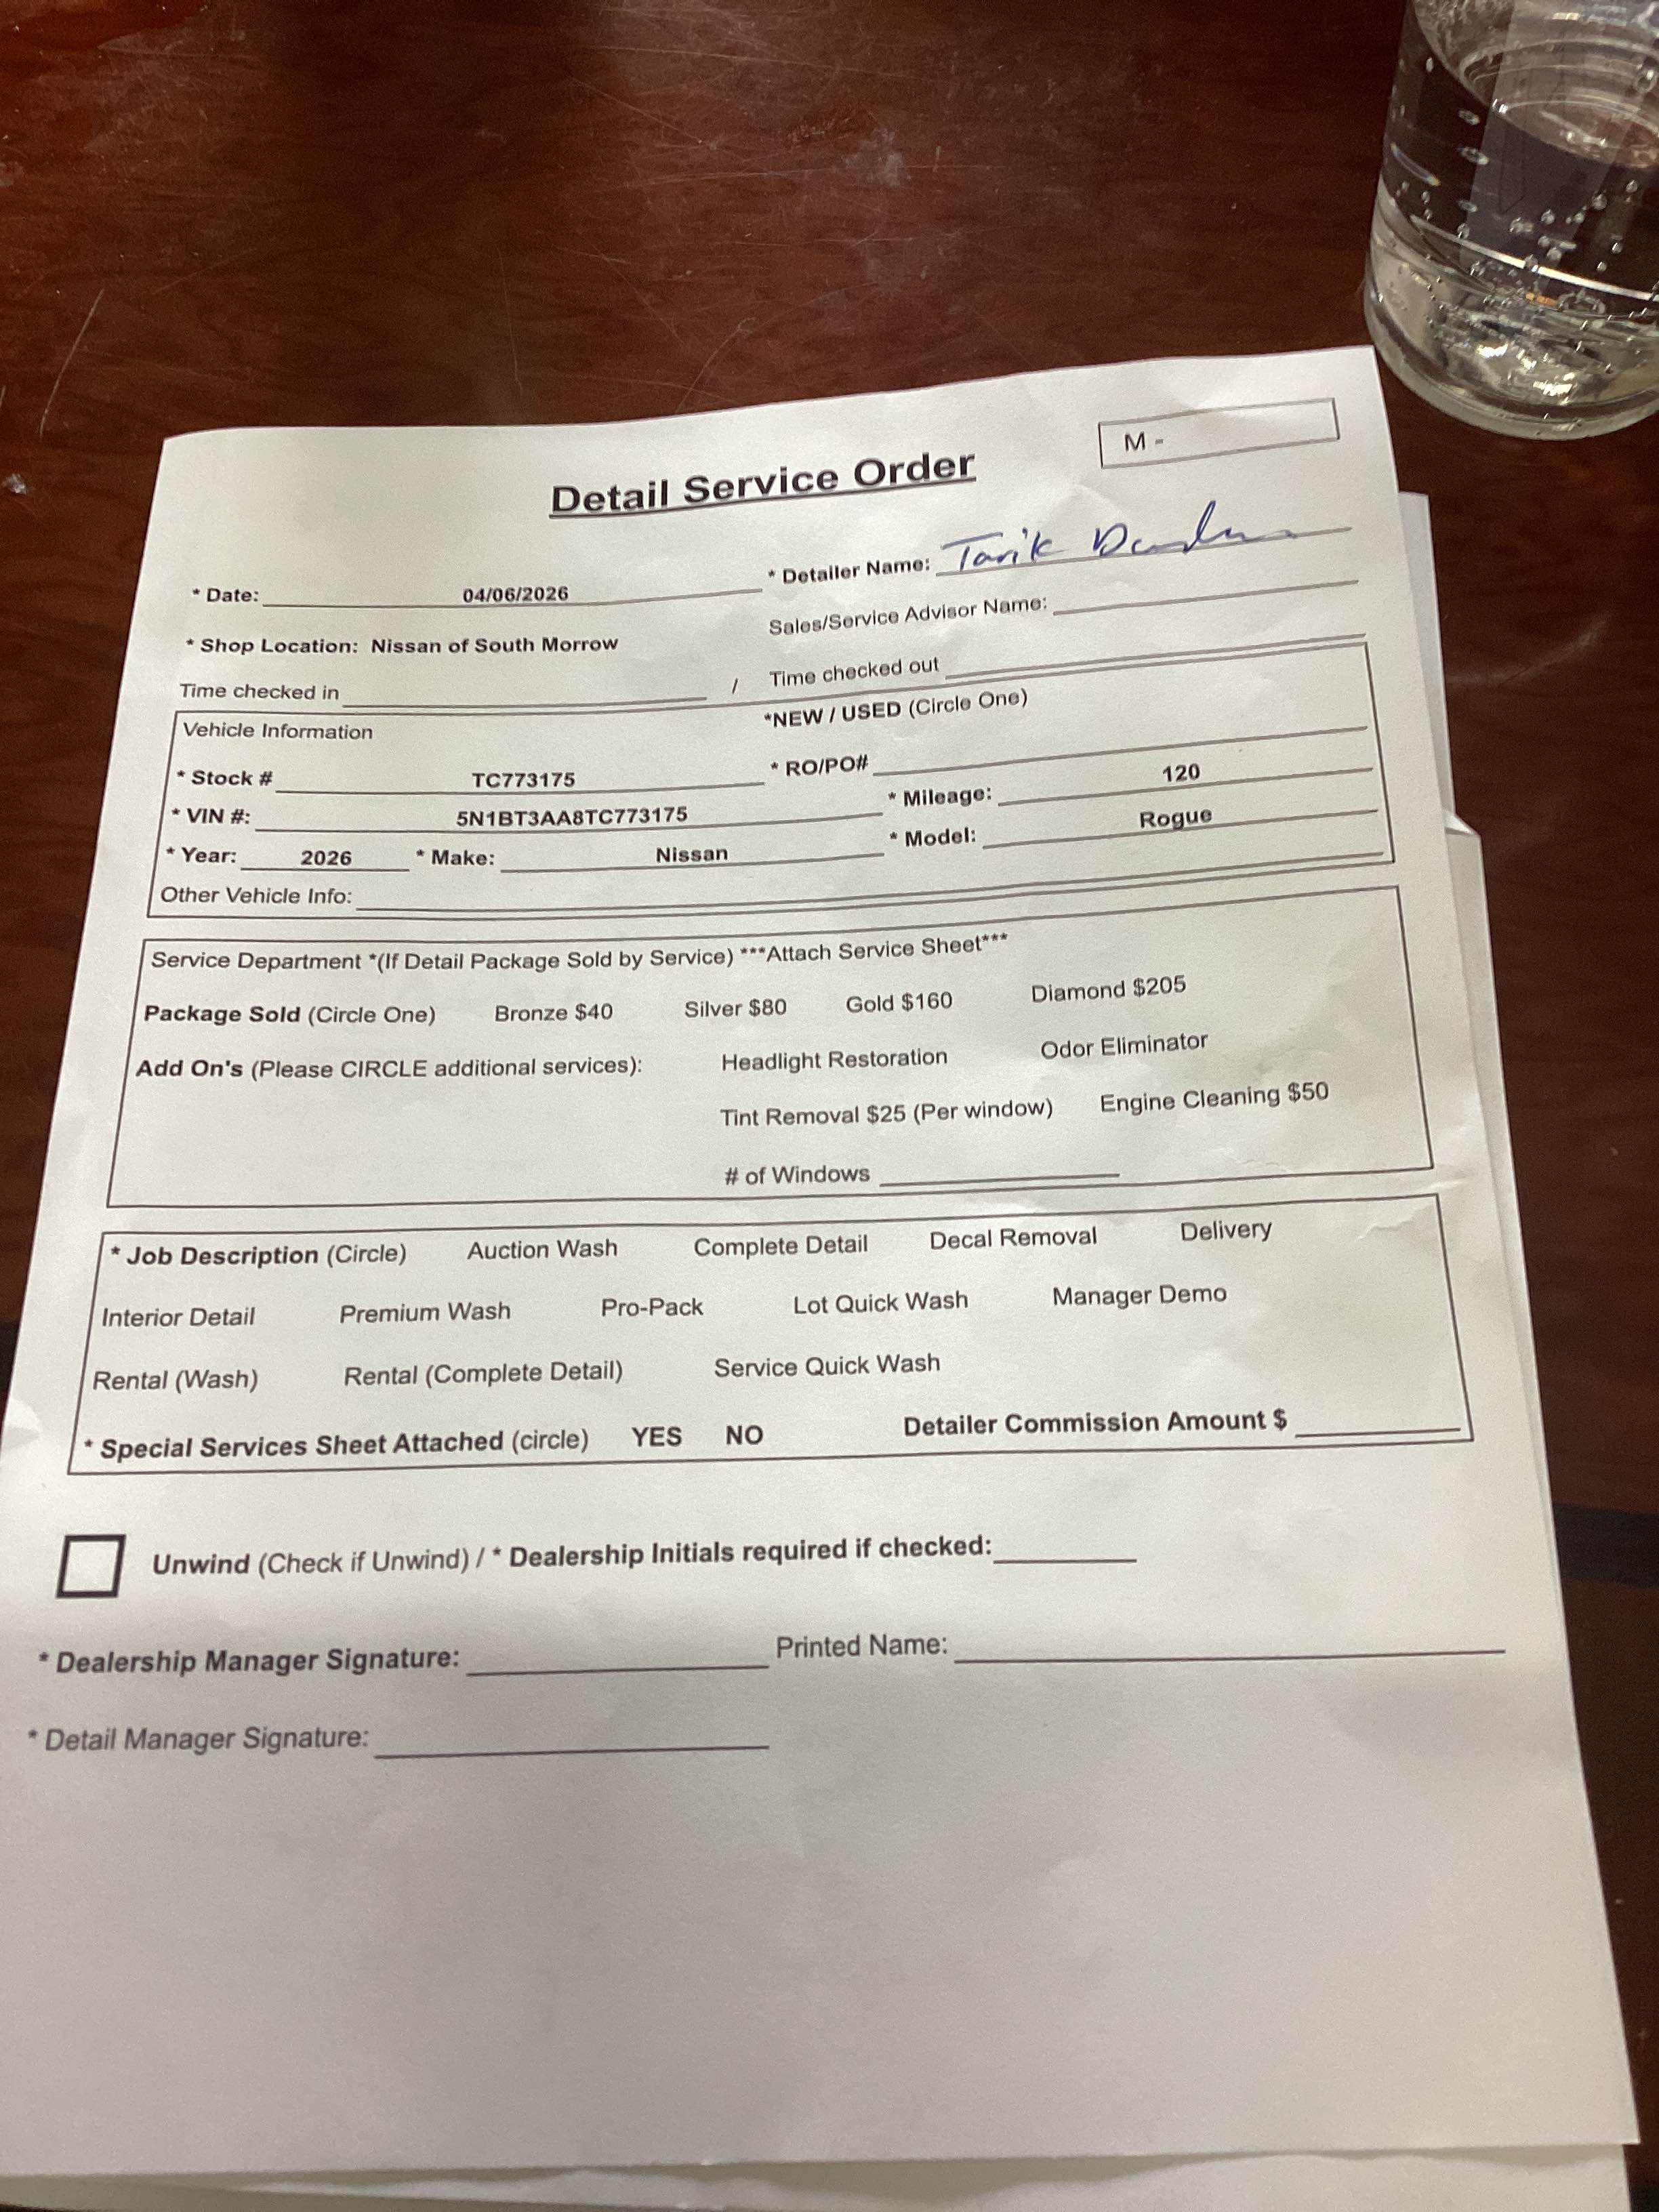 M -
Detail Service Order
* Date: 04/06/2026 * Detailer Name: Tarik
* Shop Location: Nissan of South Morrow Sales/Service Advisor Name:
Time checked in / Time checked out
Vehicle Information *NEW / USED (Circle One)
* Stock # TC773175 * RO/PO#
* VIN #: 5N1BT3AA8TC773175 * Mileage: 120
* Year: 2026 * Make: Nissan * Model: Rogue
Other Vehicle Info:
Service Department *(If Detail Package Sold by Service) ***Attach Service Sheet***
Package Sold (Circle One) Bronze $40 Silver $80 Gold $160 Diamond $205
Add On's (Please CIRCLE additional services): Headlight Restoration Odor Eliminator
Tint Removal $25 (Per window) Engine Cleaning $50
# of Windows
* Job Description (Circle) Auction Wash Complete Detail Decal Removal Delivery
Interior Detail Premium Wash Pro-Pack Lot Quick Wash Manager Demo
Rental (Wash) Rental (Complete Detail) Service Quick Wash
* Special Services Sheet Attached (circle) YES NO Detailer Commission Amount $
Unwind (Check if Unwind) / * Dealership Initials required if checked:
* Dealership Manager Signature: Printed Name:
* Detail Manager Signature: